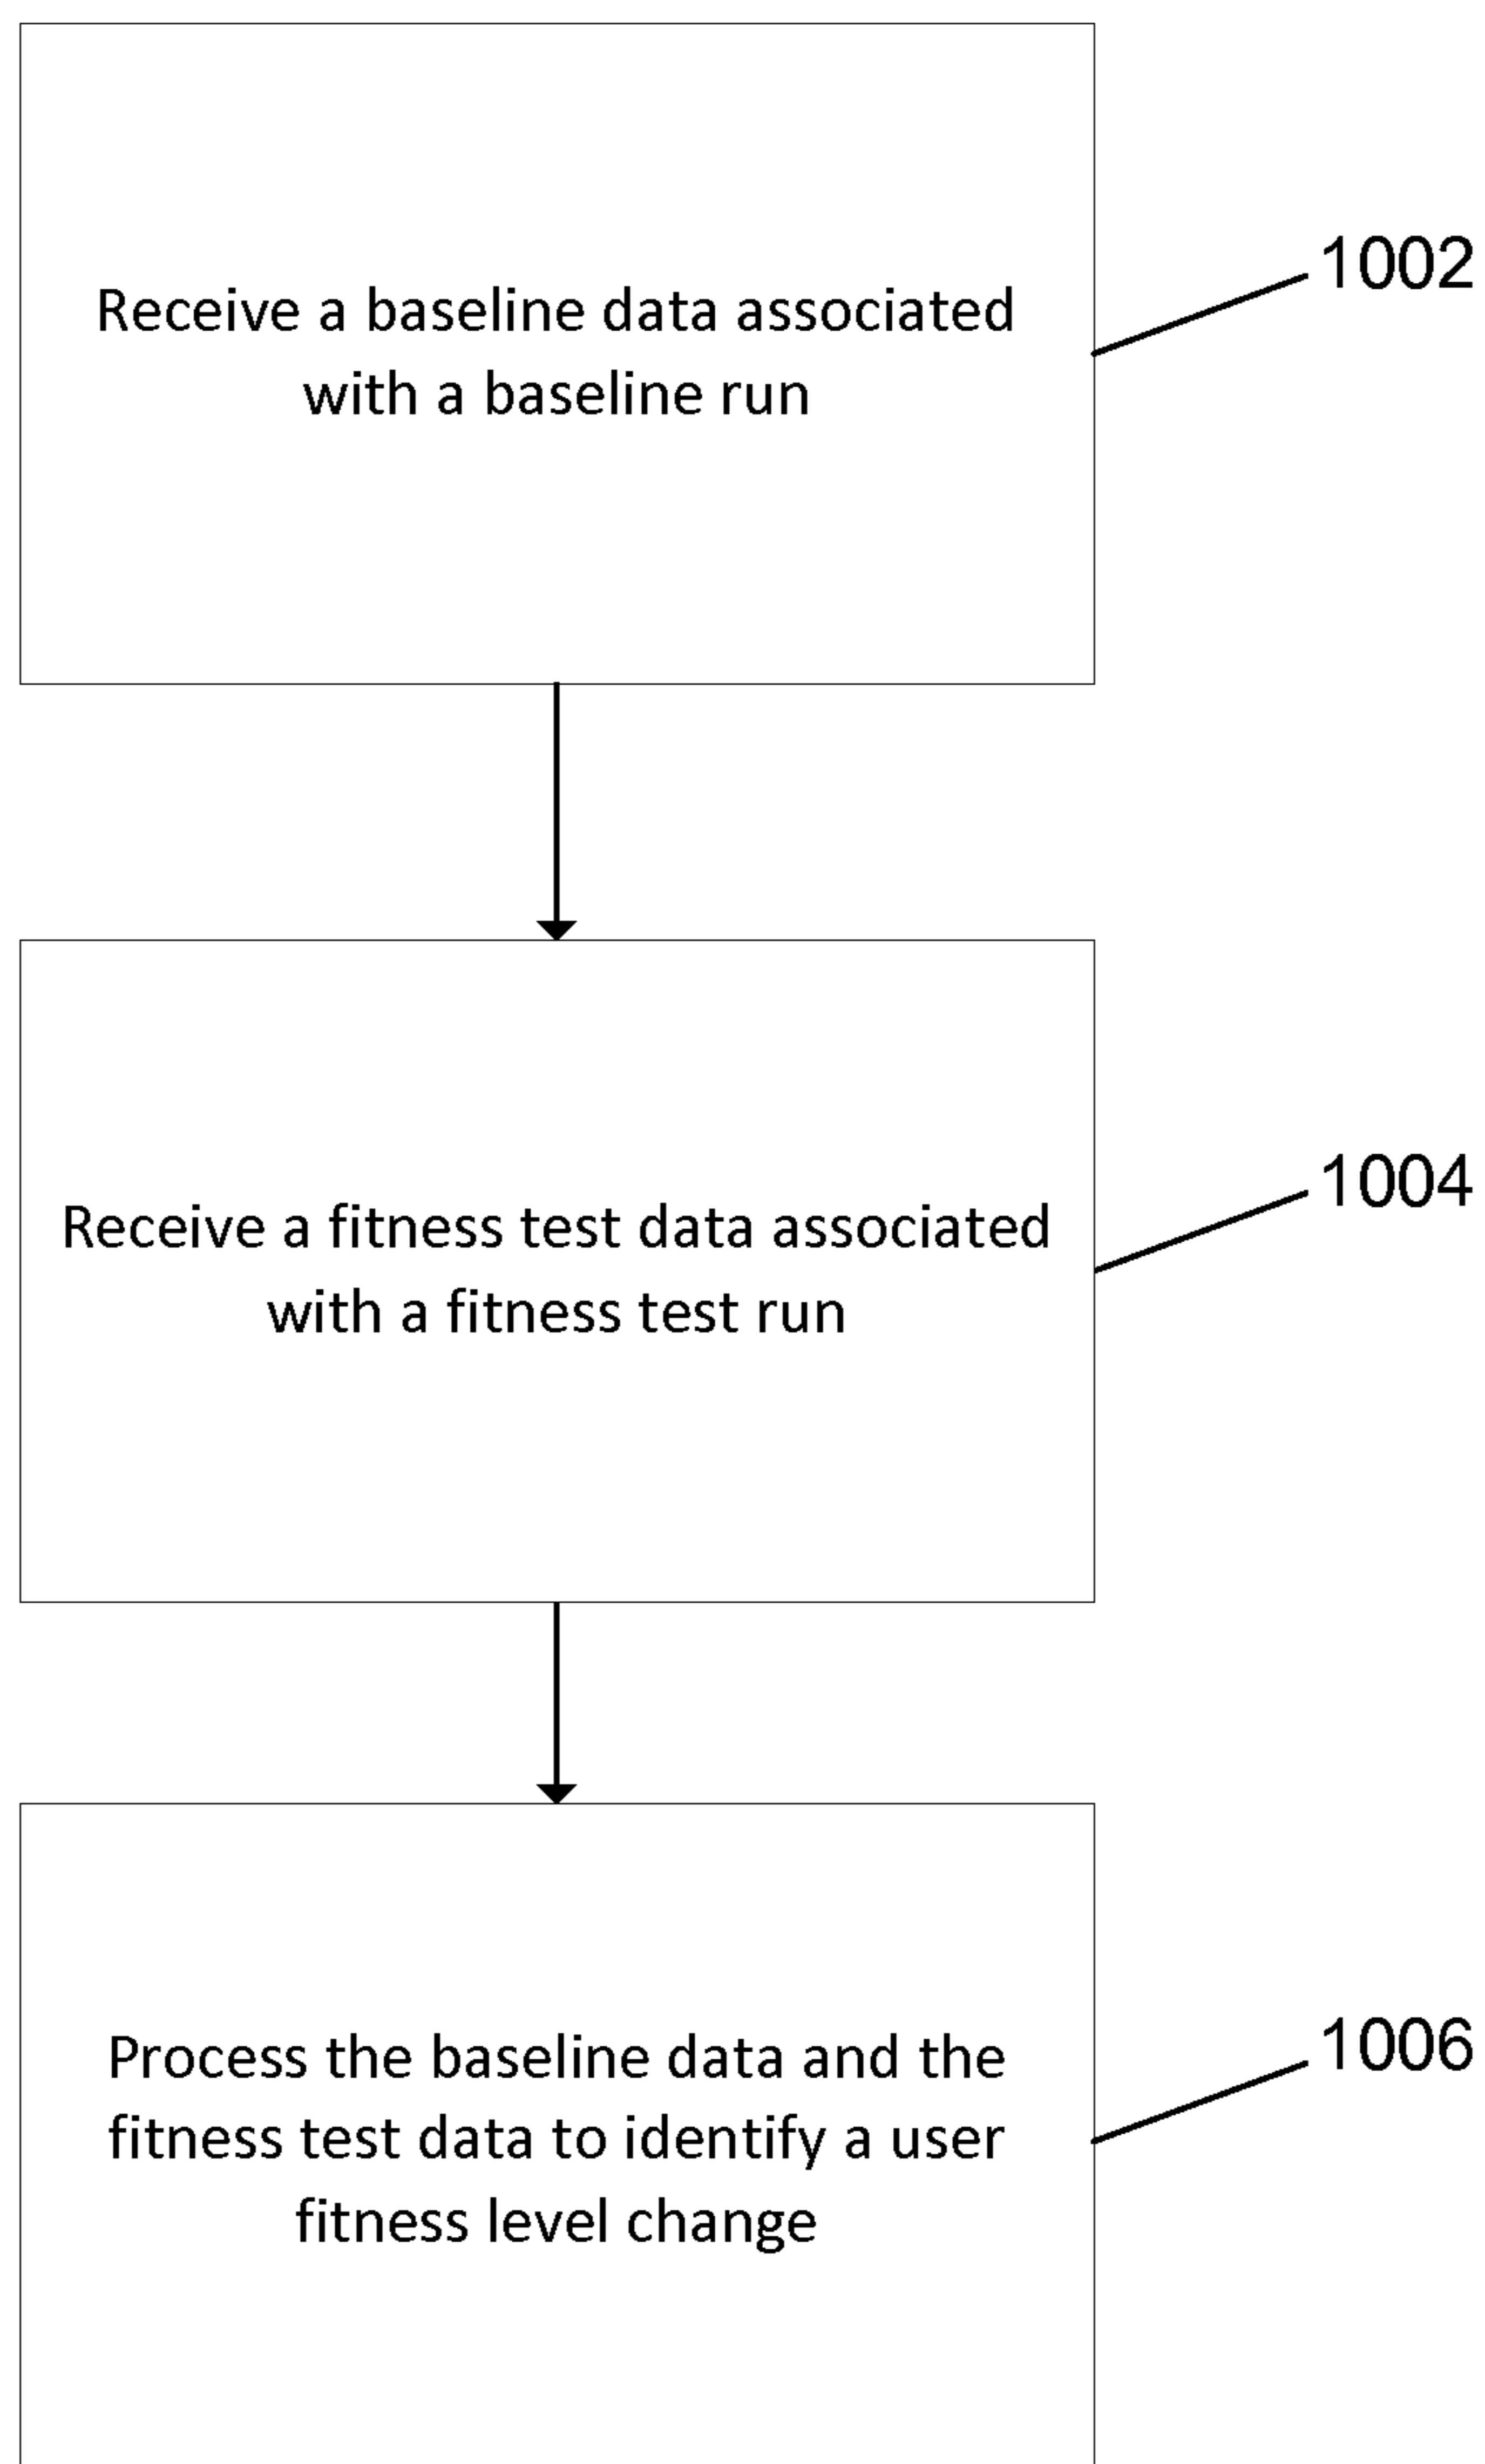 Receive a baseline data associated
with a baseline run
1002
Receive a fitness test data associated
with a fitness test run
1004
Process the baseline data and the
fitness test data to identify a user
fitness level change
1006